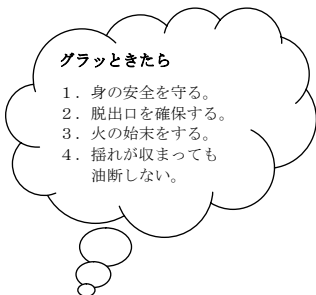 グラッときたら
１．身の安全を守る。
２．脱出口を確保する。
３．火の始末をする。
４．揺れが収まっても
油断しない。